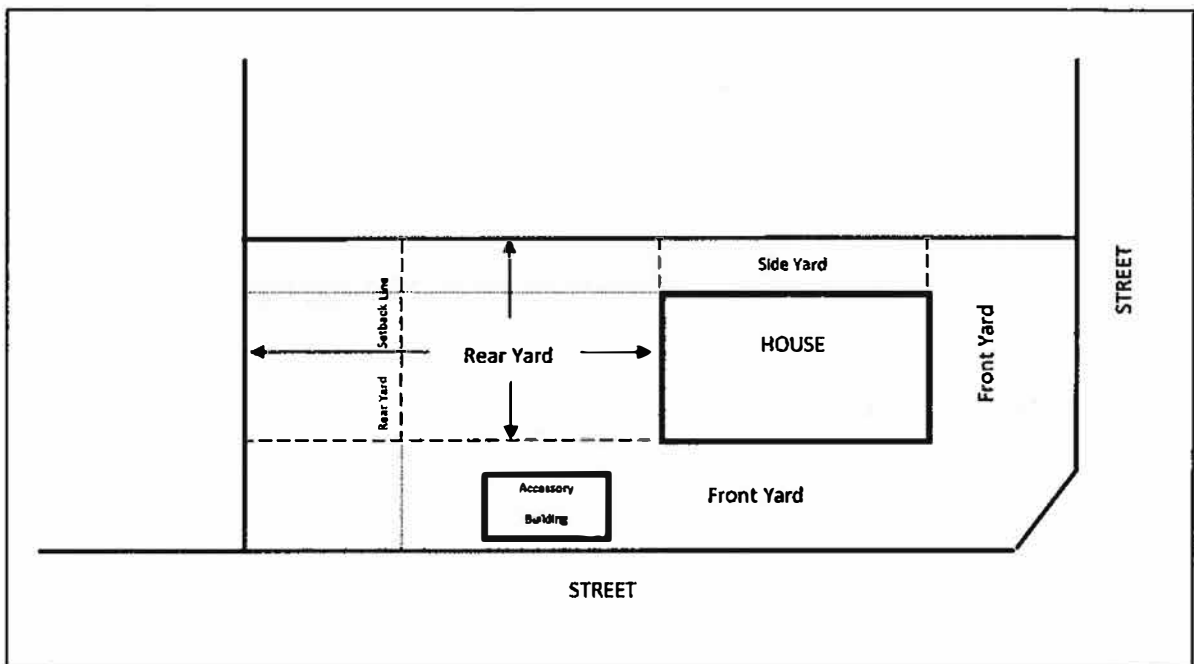 Side Yard
HOUSE
Front Yard
STREET
Rear Yard
Setback Line
Rear Yard
Accessory
Building
Front Yard
STREET